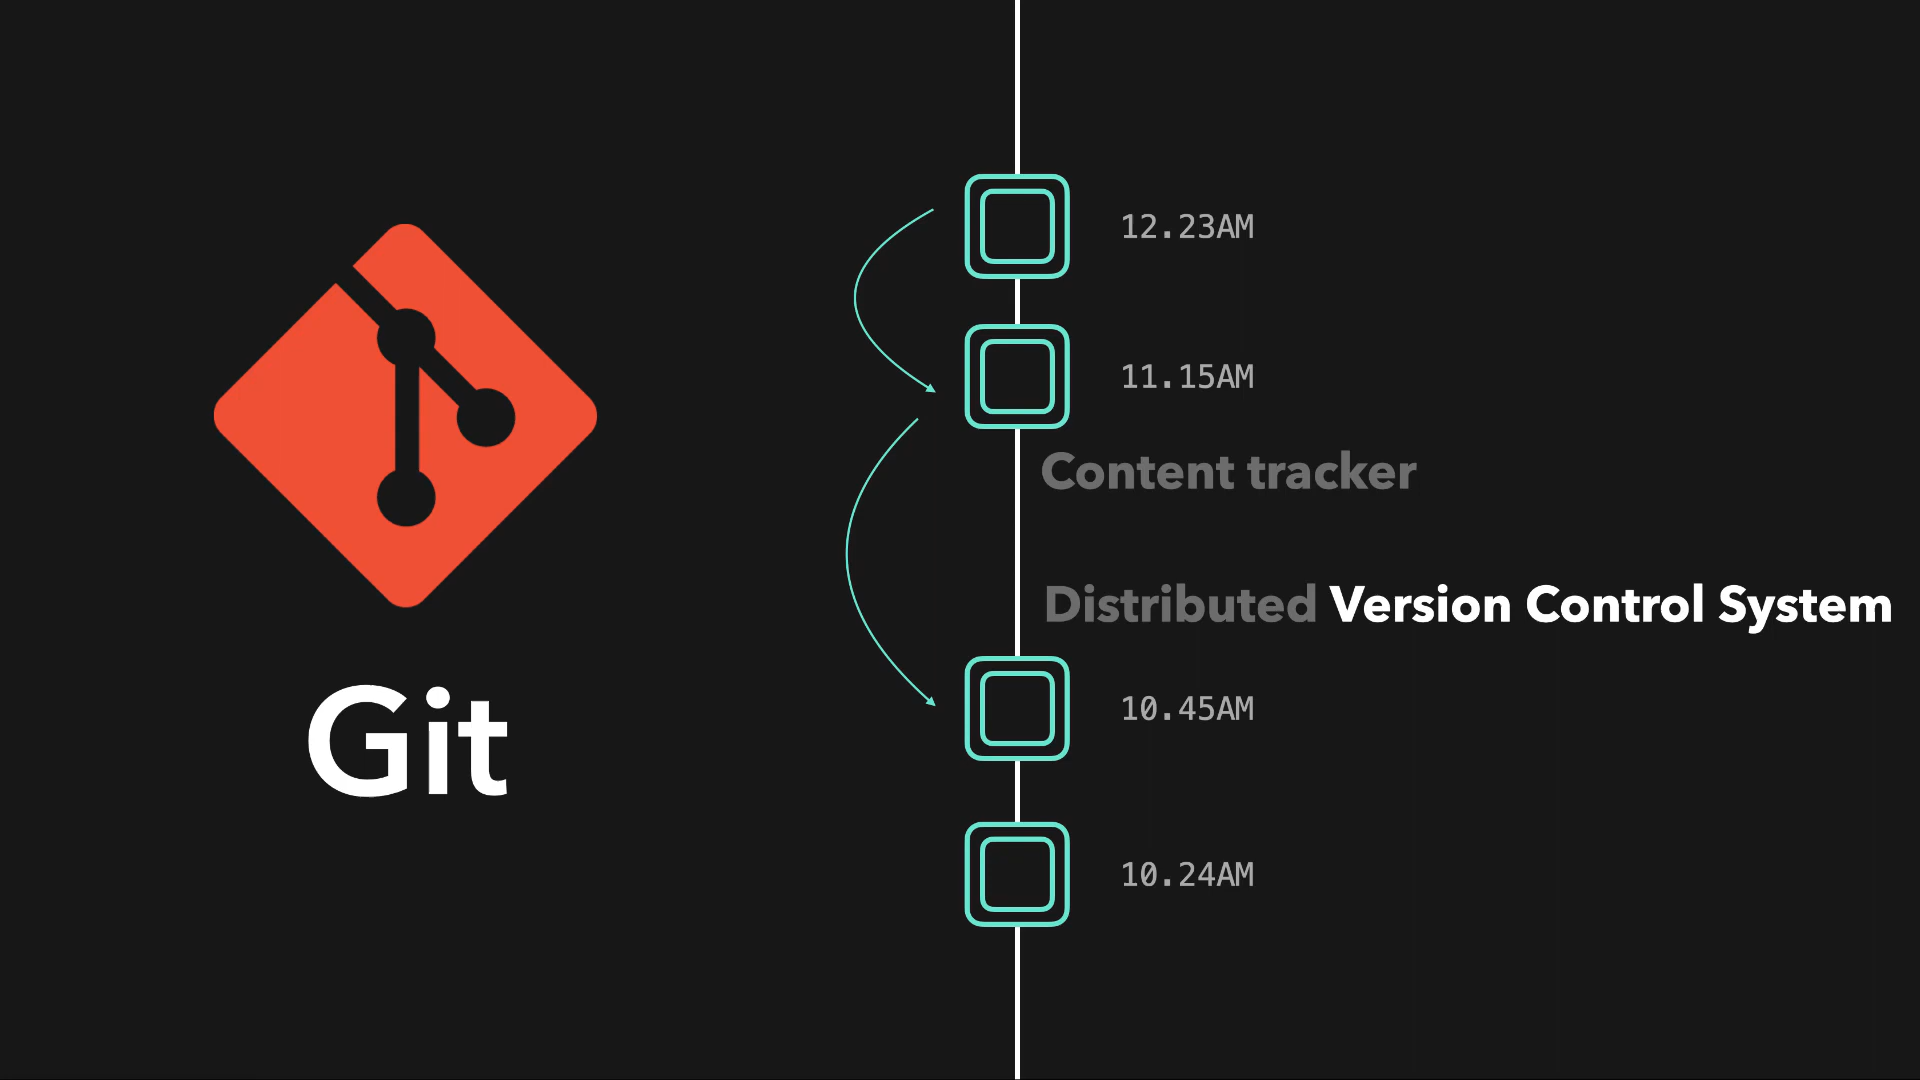 Git
12.23AM
11.15AM
Content tracker
Distributed Version Control System
10.45AM
10.24AM